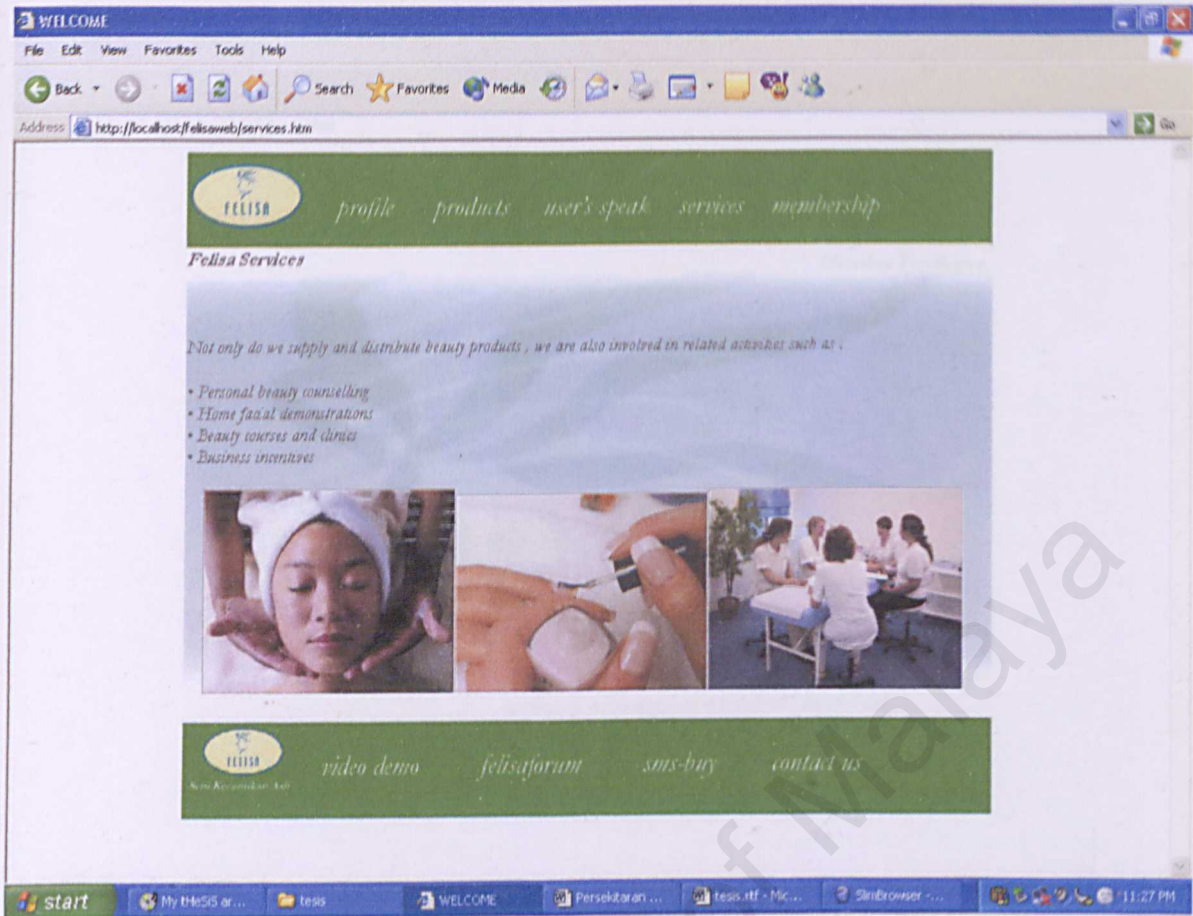 WELCOME
File Edit View Favorites Tools Help
Back Search Favorites Media
Address http://localhost/felisaweb/services.htm Go
FELISA profile products user's speak services membership
Felisa Services
Not only do we supply and distribute beauty products , we are also involved in related activities such as :
• Personal beauty counselling
• Home facial demonstrations
• Beauty courses and clinics
• Business incentives
FELISA video demo felisaforum sms-buy contact us
of Malaya
start My tHeSiS ar... tesis WELCOME Persekitaran ... tesis.rtf - Mic... SlimBrowser -... 11:27 PM